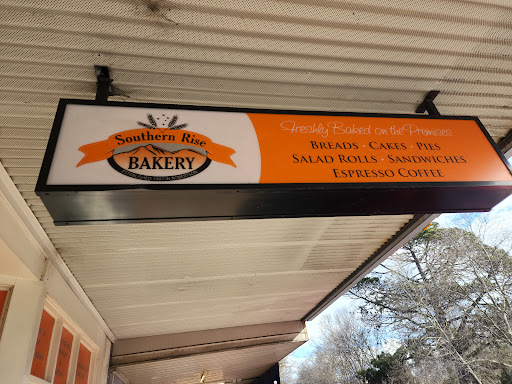 Southern Rise
BAKERY
Freshly Baked on the Premises
BREADS · CAKES · PIES
SALAD ROLLS · SANDWICHES
ESPRESSO COFFEE